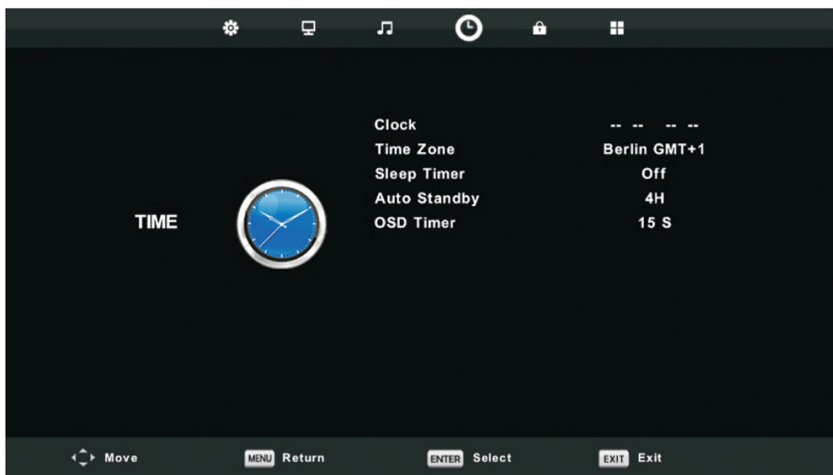 Clock -- -- -- --
Time Zone Berlin GMT+1
Sleep Timer Off
Auto Standby 4H
TIME
OSD Timer 15 S
Move MENU Return ENTER Select EXIT Exit